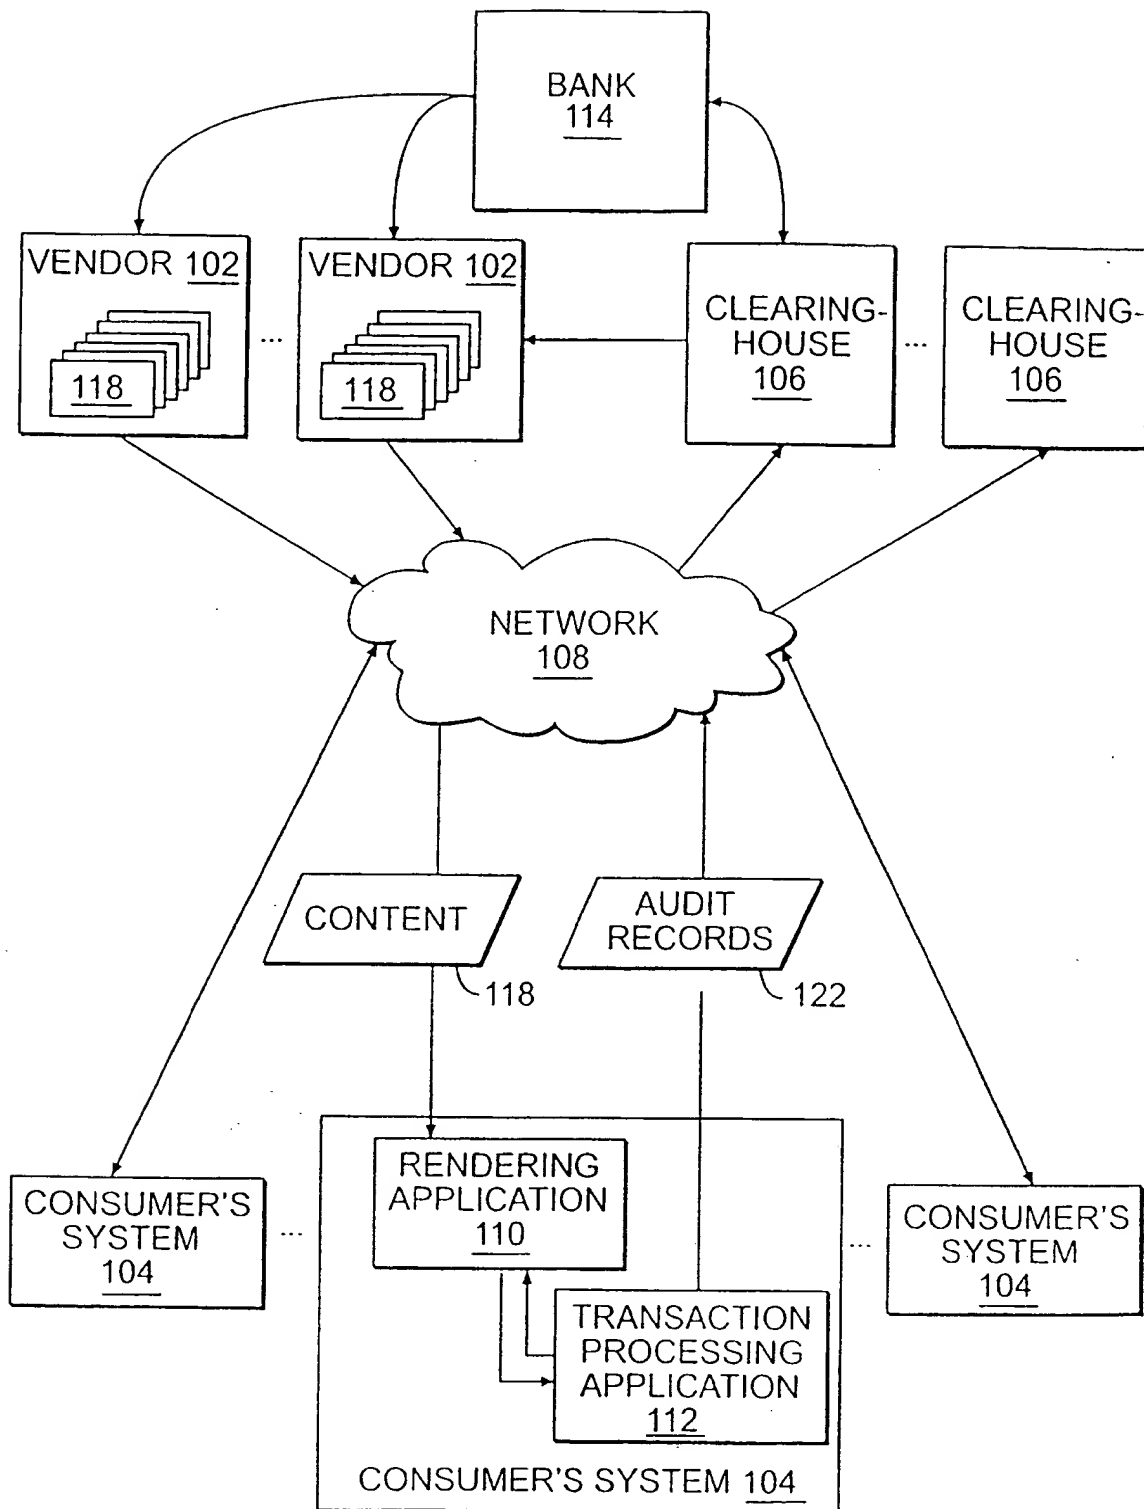 BANK
114
VENDOR 102
118
...
VENDOR 102
118
CLEARING-
HOUSE
106
...
CLEARING-
HOUSE
106
NETWORK
108
CONTENT
118
AUDIT
RECORDS
122
CONSUMER'S
SYSTEM
104
...
RENDERING
APPLICATION
110
TRANSACTION
PROCESSING
APPLICATION
112
CONSUMER'S SYSTEM 104
...
CONSUMER'S
SYSTEM
104